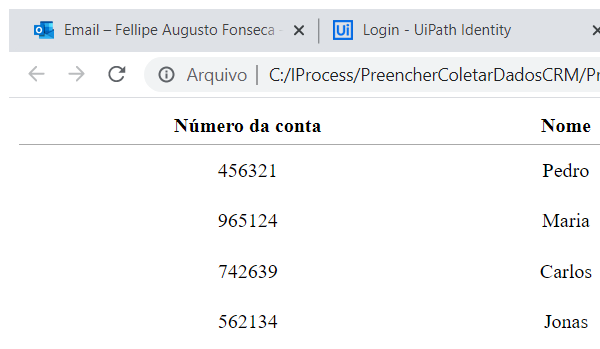 Email – Fellipe Augusto Fonseca - Login - UiPath Identity
Arquivo | C:/IProcess/PreencherColetarDadosCRM/Pr
Número da conta Nome
456321 Pedro
965124 Maria
742639 Carlos
562134 Jonas